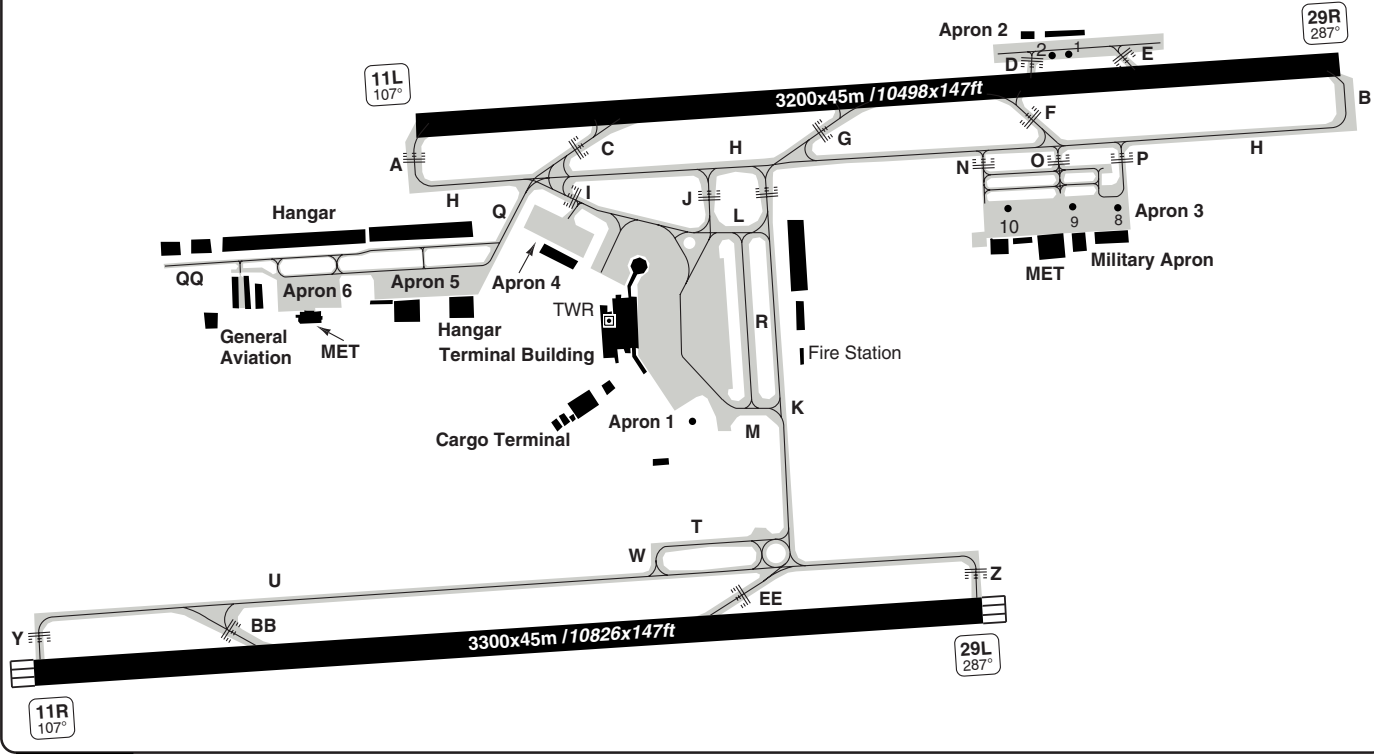 29R
287°
Apron 2
2
1
D
E
11L
107°
3200x45m /10498x147ft
B
F
A
C
G
H
H
N
O
P
H
I
J
L
Q
Hangar
10
9
8
Apron 3
MET
Military Apron
QQ
Apron 6
Apron 5
Apron 4
TWR
R
General
Aviation
MET
Hangar
Terminal Building
Fire Station
Cargo Terminal
Apron 1
K
M
T
W
U
Z
EE
Y
BB
3300x45m /10826x147ft
29L
287°
11R
107°